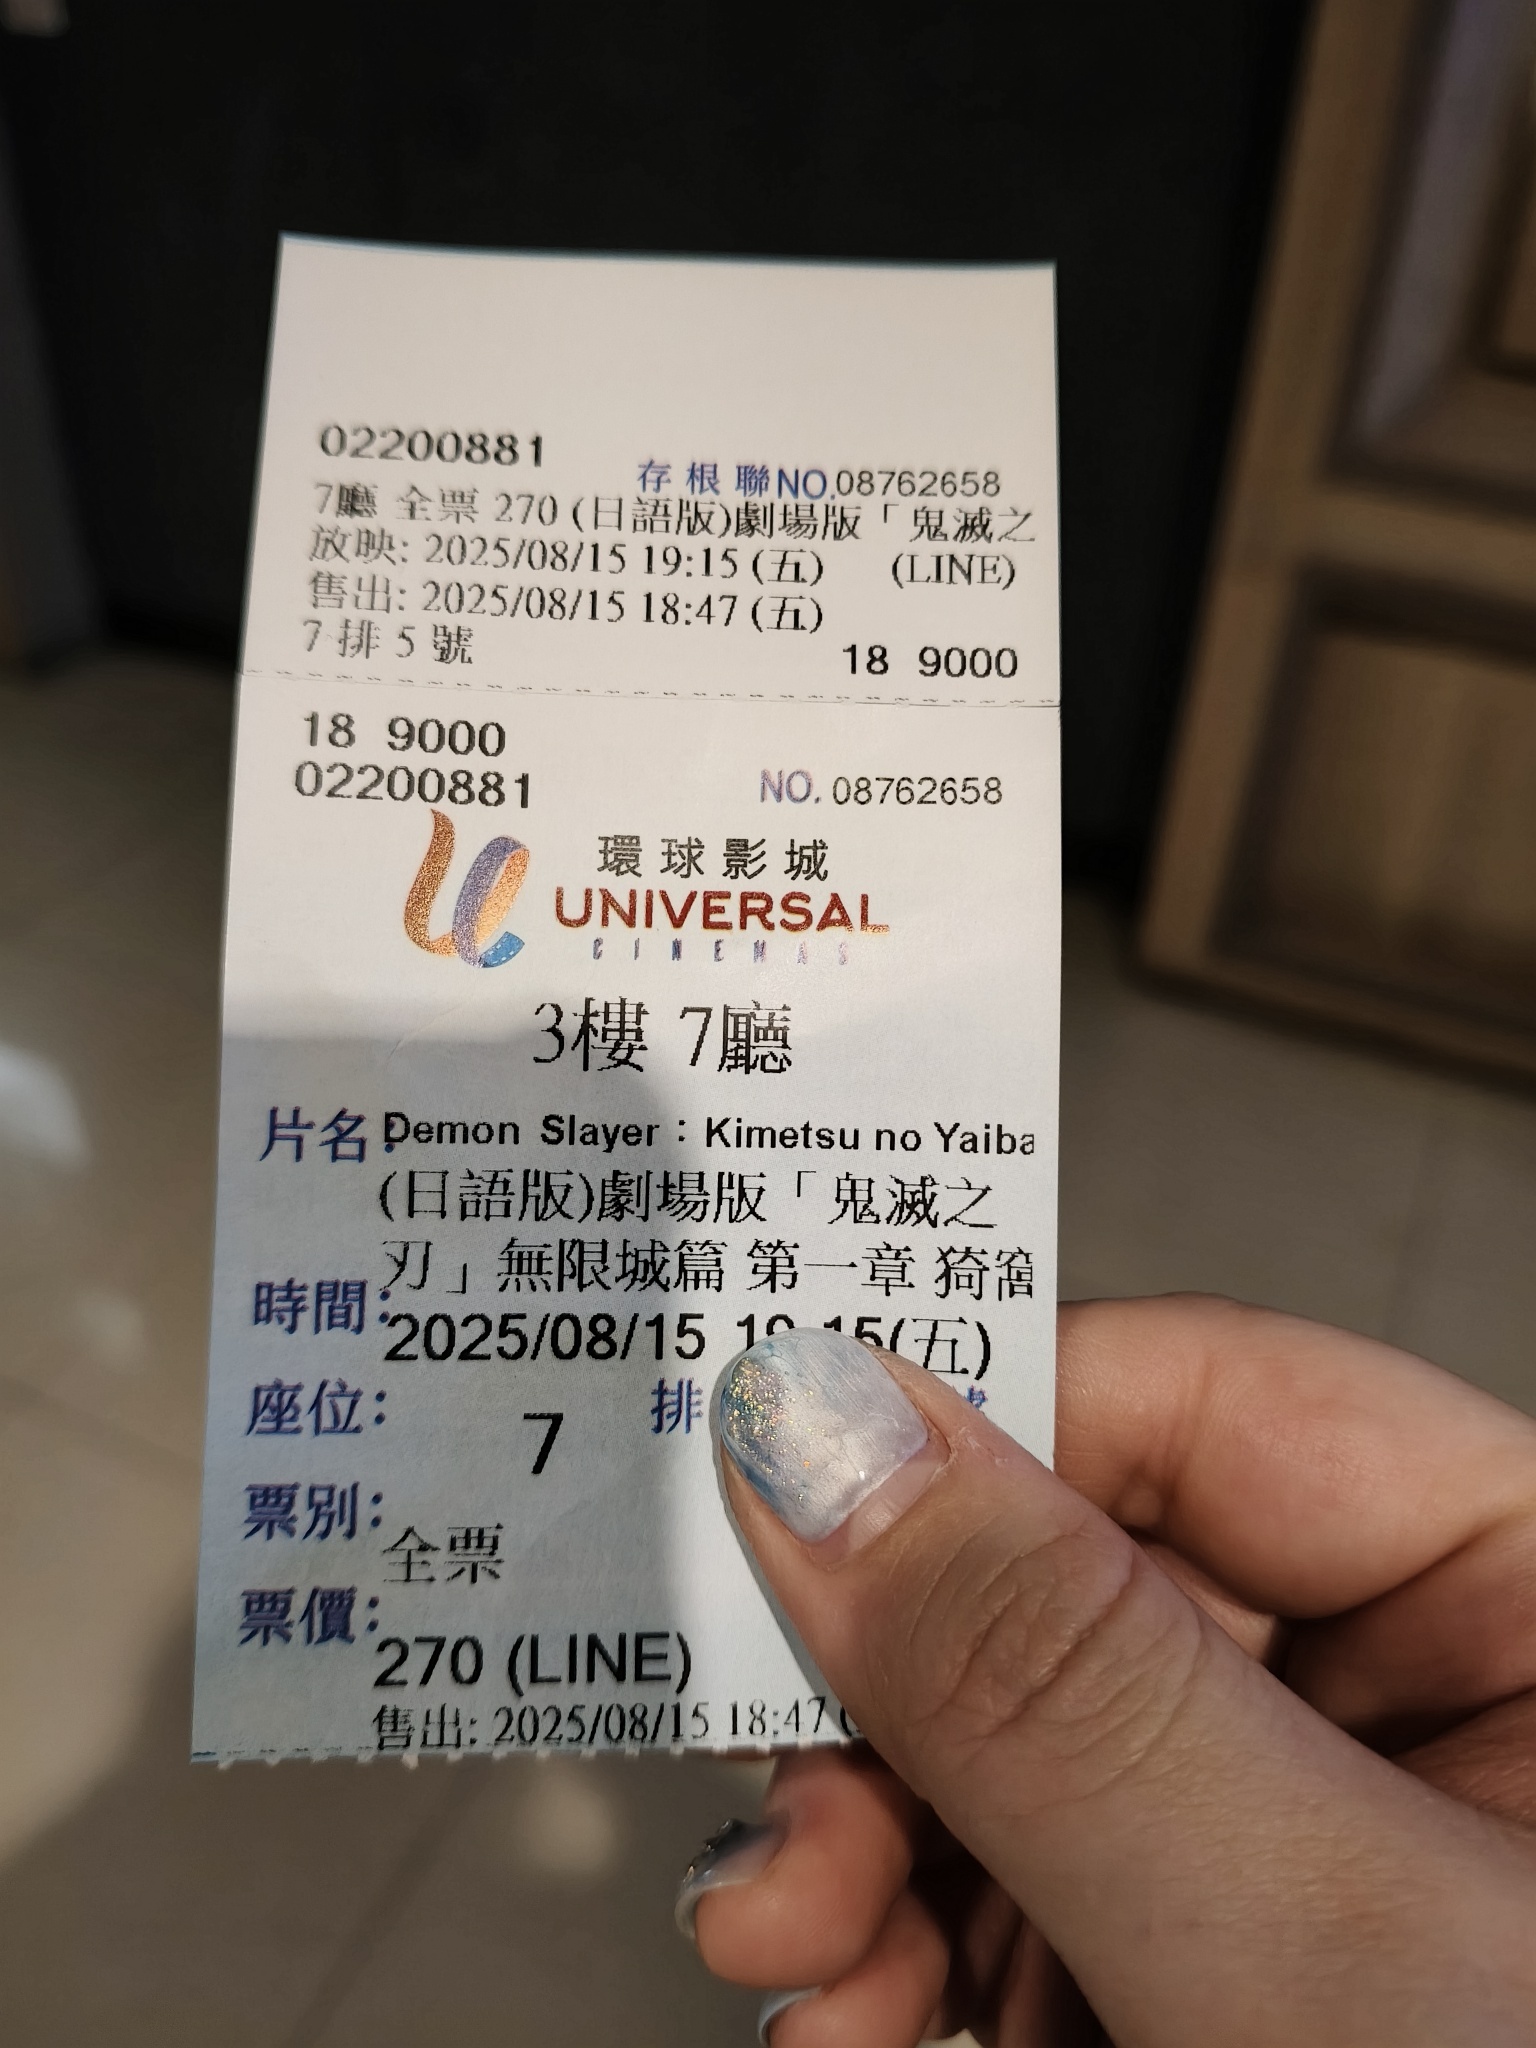 02200881
存根聯NO.08762658
7廳 全票 270 (日語版)劇場版「鬼滅之
放映: 2025/08/15 19:15 (五) (LINE)
售出: 2025/08/15 18:47 (五)
7 排 5 號
18 9000
18 9000
02200881
NO. 08762658
環球影城
UNIVERSAL
CINEMAS
3樓 7廳
片名:Demon Slayer：Kimetsu no Yaiba
(日語版)劇場版「鬼滅之
刃」無限城篇 第一章 猗窩
時間:2025/08/15 19:15(五)
座位: 7 排
票別:
全票
票價:
270 (LINE)
售出: 2025/08/15 18:47